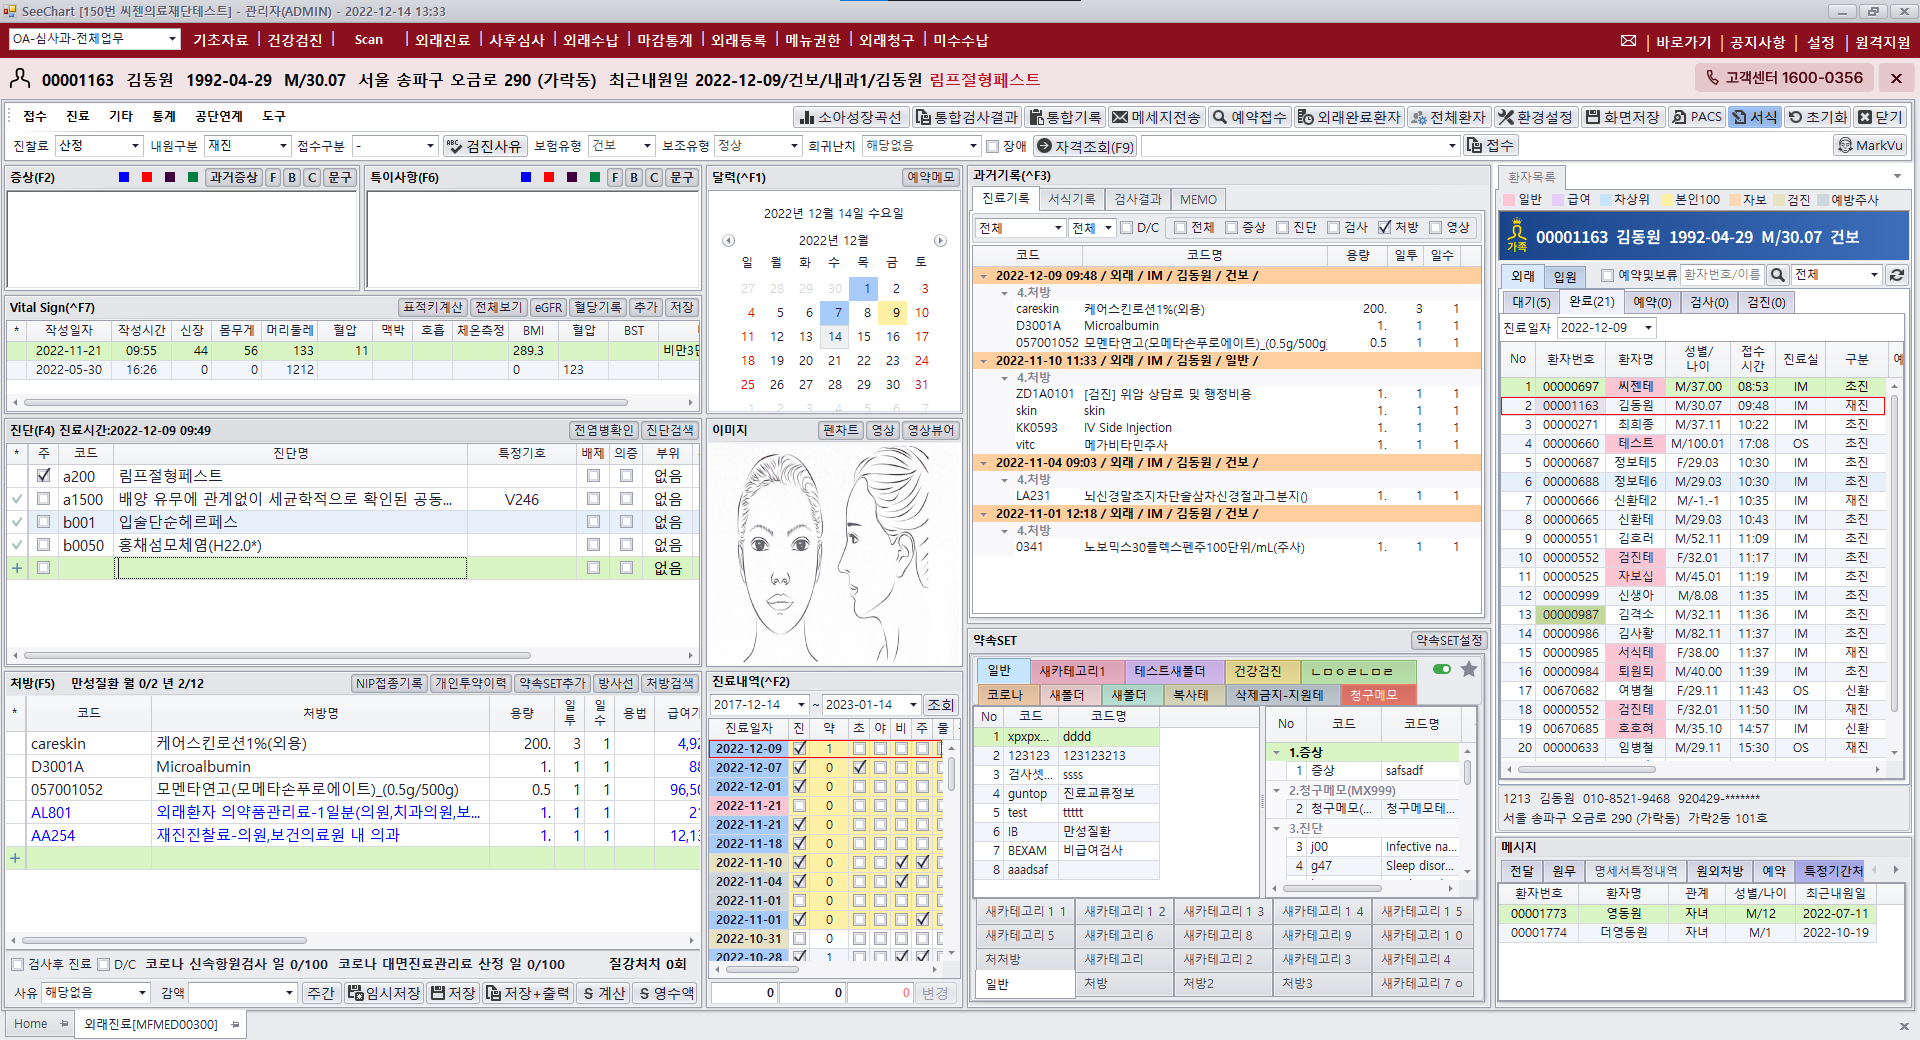 SeeChart [150번 씨젠의료재단테스트] - 관리자(ADMIN) - 2022-12-14 13:33
OA-심사과-전체업무 기초자료 | 건강검진 | Scan | 외래진료 | 사후심사 | 외래수납 | 마감통계 | 외래등록 | 메뉴권한 | 외래청구 | 미수수납 | 바로가기 | 공지사항 | 설정 | 원격지원
00001163 김동원 1992-04-29 M/30.07 서울 송파구 오금로 290 (가락동) 최근내원일 2022-12-09/건보/내과1/김동원 림프절형페스트 고객센터 1600-0356
접수 진료 기타 통계 공단연계 도구 소아성장곡선 통합검사결과 통합기록 메세지전송 예약접수 외래완료환자 전체환자 환경설정 화면저장 PACS 서식 초기화 닫기
진찰료 산정 내원구분 재진 접수구분 - 검진사유 보험유형 건보 보조유형 정상 희귀난치 해당없음 장애 자격조회(F9) 접수 MarkVu
증상(F2) 과거증상 F B C 문구
특이사항(F6) F B C 문구
Vital Sign(^F7) 표적키계산 전체보기 eGFR 혈당기록 추가 저장
* 작성일자 작성시간 신장 몸무게 머리둘레 혈압 맥박 호흡 체온측정 BMI 혈압 BST
2022-11-21 09:55 44 56 133 11 289.3 비만3단
2022-05-30 16:26 0 0 1212 0 123
진단(F4) 진료시간:2022-12-09 09:49 전염병확인 진단검색
* 주 코드 진단명 특정기호 배제 의증 부위
a200 림프절형페스트 없음
a1500 배양 유무에 관계없이 세균학적으로 확인된 공동... V246 없음
b001 입술단순헤르페스 없음
b0050 홍채섬모체염(H22.0*) 없음
없음
처방(F5) 만성질환 월 0/2 년 2/12 NIP접종기록 개인투약이력 약속SET추가 방사선 처방검색
* 코드 처방명 용량 일투 일수 용법 급여가
careskin 케어스킨로션1%(외용) 200. 3 1 4,92
D3001A Microalbumin 1. 1 1 88
057001052 모멘타연고(모메타손푸로에이트)_(0.5g/500g) 0.5 1 1 96,50
AL801 외래환자 의약품관리료-1일분(의원,치과의원,보... 1. 1 1 21
AA254 재진진찰료-의원,보건의료원 내 의과 1. 1 1 12,13
검사후 진료 D/C 코로나 신속항원검사 일 0/100 코로나 대면진료관리료 산정 일 0/100 질강처치 0회
사유 해당없음 감액 주간 임시저장 저장 저장+출력 S 계산 S 영수액
Home 외래진료[MFMED00300]
달력(^F1) 예약메모
2022년 12월 14일 수요일
2022년 12월
일 월 화 수 목 금 토
27 28 29 30 1 2 3
4 5 6 7 8 9 10
11 12 13 14 15 16 17
18 19 20 21 22 23 24
25 26 27 28 29 30 31
1 2 3 4 5 6 7
이미지 펜차트 영상 영상뷰어
진료내역(^F2)
2017-12-14 ~ 2023-01-14 조회
진료일자 진 약 초 야 비 주 물
2022-12-09 1
2022-12-07 0
2022-12-01 0
2022-11-21 0
2022-11-21 0
2022-11-18 0
2022-11-10 0
2022-11-04 0
2022-11-01 0
2022-11-01 0
2022-10-31 0
2022-10-28 1
0 0 0 변경
과거기록(^F3)
진료기록 서식기록 검사결과 MEMO
전체 전체 D/C 전체 증상 진단 검사 처방 영상
코드 코드명 용량 일투 일수
2022-12-09 09:48 / 외래 / IM / 김동원 / 건보 /
4.처방
careskin 케어스킨로션1%(외용) 200. 3 1
D3001A Microalbumin 1. 1 1
057001052 모멘타연고(모메타손푸로에이트)_(0.5g/500g 0.5 1 1
2022-11-10 11:33 / 외래 / IM / 김동원 / 일반 /
4.처방
ZD1A0101 [검진] 위암 상담료 및 행정비용 1. 1 1
skin skin 1. 1 1
KK0593 IV Side Injection 1. 1 1
vitc 메가비타민주사 1. 1 1
2022-11-04 09:03 / 외래 / IM / 김동원 / 건보 /
4.처방
LA231 뇌신경말초지차단술삼차신경절과그분지() 1. 1 1
2022-11-01 12:18 / 외래 / IM / 김동원 / 건보 /
4.처방
0341 노보믹스30플렉스펜주100단위/mL(주사) 1. 1 1
약속SET 약속SET설정
일반 새카테고리1 테스트새폴더 건강검진 ㄴㅁㅇㄹㄴㅁㄹ
코로나 새폴더 새폴더 복사테 삭제금지-지원테 청구메모
No 코드 코드명
1 xpxpx... dddd
2 123123 123123213
3 검사셋... ssss
4 guntop 진료교류정보
5 test ttttt
6 IB 만성질환
7 BEXAM 비급여검사
8 aaadsaf
No 코드 코드명
1.증상
1 증상 safsadf
2.청구메모(MX999)
2 청구메모(... 청구메모테...
3.진단
3 j00 Infective na...
4 g47 Sleep disor...
새카테고리 1 1 새카테고리 1 2 새카테고리 1 3 새카테고리 1 4 새카테고리 1 5
새카테고리 5 새카테고리 6 새카테고리 8 새카테고리 9 새카테고리 1 0
처처방 새카테고리 새카테고리 2 새카테고리 3 새카테고리 4
일반 처방 처방2 처방3 새카테고리 7 ㅇ
환자목록
일반 급여 차상위 본인100 자보 검진 예방주사
가족 00001163 김동원 1992-04-29 M/30.07 건보
외래 입원 예약및보류 환자번호/이름 전체
대기(5) 완료(21) 예약(0) 검사(0) 검진(0)
진료일자 2022-12-09
No 환자번호 환자명 성별/나이 접수시간 진료실 구분 예
1 00000697 씨젠테 M/37.00 08:53 IM 초진
2 00001163 김동원 M/30.07 09:48 IM 재진
3 00000271 최희종 M/37.11 10:22 IM 초진
4 00000660 테스트 M/100.01 17:08 OS 초진
5 00000687 정보테5 F/29.03 10:30 IM 초진
6 00000688 정보테6 M/29.03 10:30 IM 초진
7 00000666 신환테2 M/-1.-1 10:35 IM 재진
8 00000665 신환테 M/29.03 10:43 IM 초진
9 00000551 김호러 M/52.11 11:09 IM 초진
10 00000552 검진테 F/32.01 11:17 IM 초진
11 00000525 자보십 M/45.01 11:19 IM 초진
12 00000999 신생아 M/8.08 11:35 IM 초진
13 00000987 김격소 M/32.11 11:36 IM 초진
14 00000986 김사황 M/82.11 11:37 IM 초진
15 00000985 서식테 F/38.00 11:37 IM 초진
16 00000984 퇴원퇴 M/40.00 11:39 IM 초진
17 00670682 여병철 F/29.11 11:43 OS 신환
18 00000552 검진테 F/32.01 11:50 IM 재진
19 00670685 호호혀 M/35.10 14:57 IM 신환
20 00000633 임병철 M/29.11 15:30 OS 재진
1213 김동원 010-8521-9468 920429-*******
서울 송파구 오금로 290 (가락동) 가락2동 101호
메시지
전달 원무 명세서특정내역 원외처방 예약 특정기간처
환자번호 환자명 관계 성별/나이 최근내원일
00001773 영동원 자녀 M/12 2022-07-11
00001774 더영동원 자녀 M/1 2022-10-19